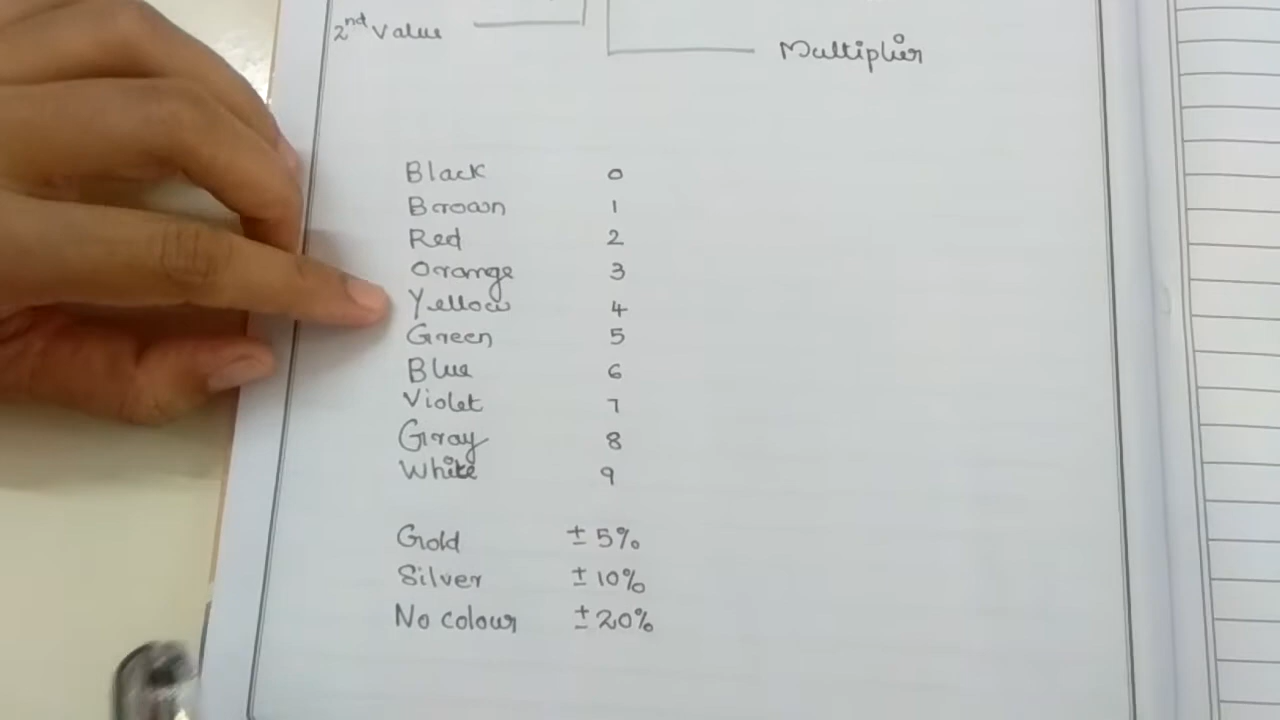 2nd Value
Multiplier
Black 0
Brown 1
Red 2
Orange 3
Yellow 4
Green 5
Blue 6
Violet 7
Gray 8
White 9
Gold ± 5%
Silver ± 10%
No colour ± 20%